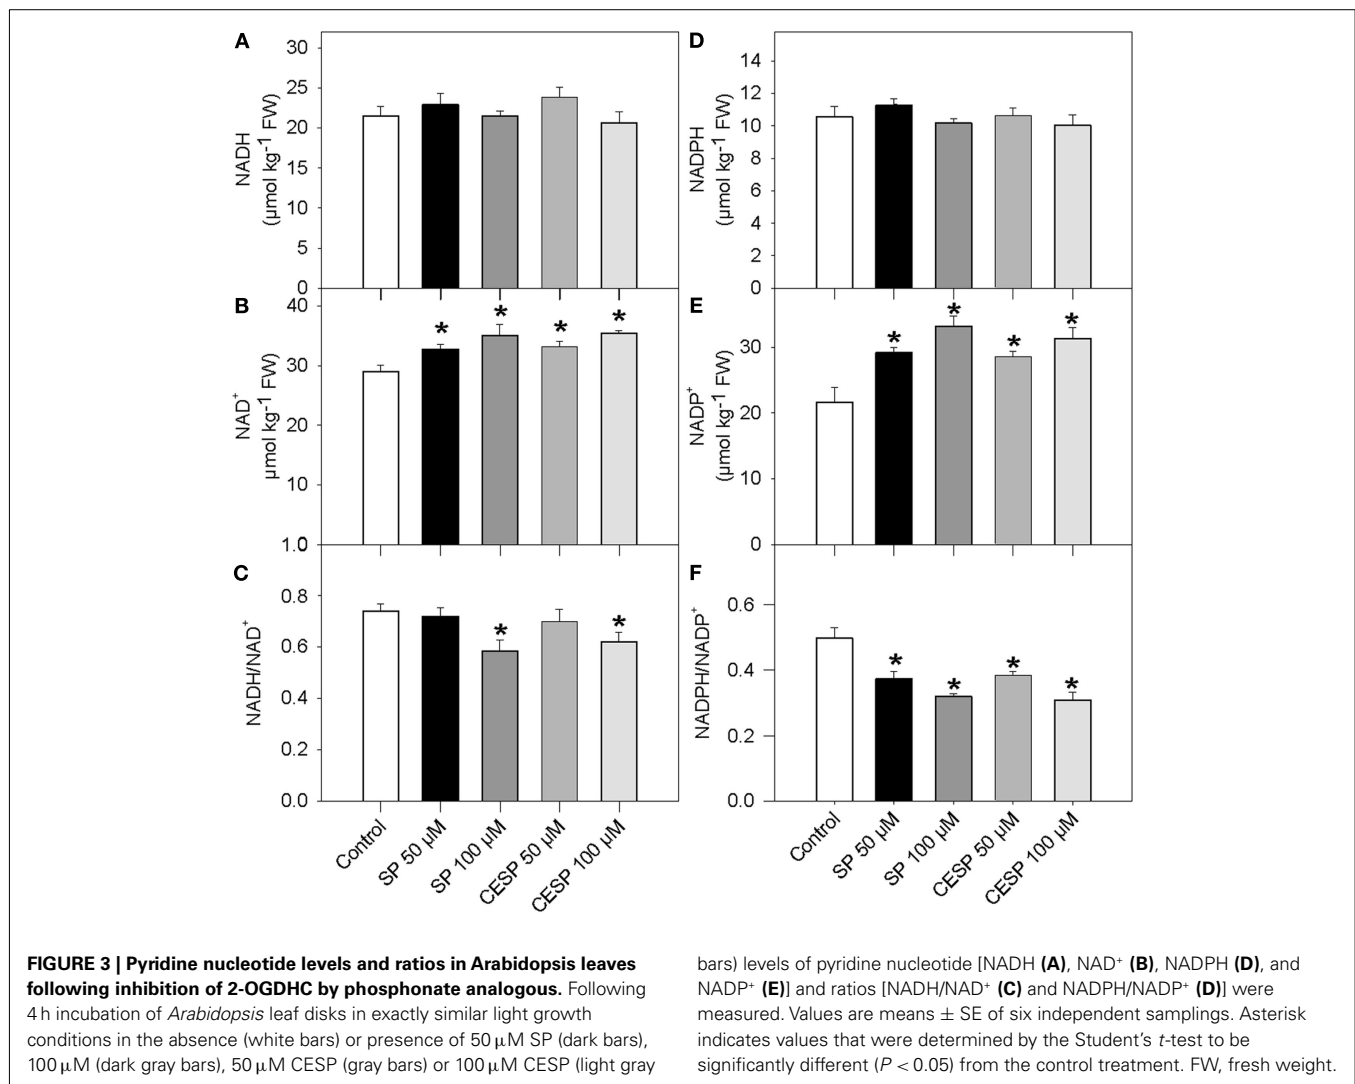 A
30
25
20
15
10
5
0
NADH
(µmol kg-1 FW)
D
14
12
10
8
6
4
2
0
NADPH
(µmol kg-1 FW)
B
40
30
20
10
1.0
NAD+
µmol kg-1 FW)
* * * *
E
30
20
10
0
NADP+
(µmol kg-1 FW)
* * * *
C
0.8
0.6
0.4
0.2
0.0
NADH/NAD+
* *
Control
SP 50 µM
SP 100 µM
CESP 50 µM
CESP 100 µM
F
0.6
0.4
0.2
0.0
NADPH/NADP+
* * * *
Control
SP 50 µM
SP 100 µM
CESP 50 µM
CESP 100 µM
FIGURE 3 | Pyridine nucleotide levels and ratios in Arabidopsis leaves
following inhibition of 2-OGDHC by phosphonate analogous. Following
4 h incubation of Arabidopsis leaf disks in exactly similar light growth
conditions in the absence (white bars) or presence of 50 µM SP (dark bars),
100 µM (dark gray bars), 50 µM CESP (gray bars) or 100 µM CESP (light gray
bars) levels of pyridine nucleotide [NADH (A), NAD+ (B), NADPH (D), and
NADP+ (E)] and ratios [NADH/NAD+ (C) and NADPH/NADP+ (D)] were
measured. Values are means ± SE of six independent samplings. Asterisk
indicates values that were determined by the Student's t-test to be
significantly different (P < 0.05) from the control treatment. FW, fresh weight.